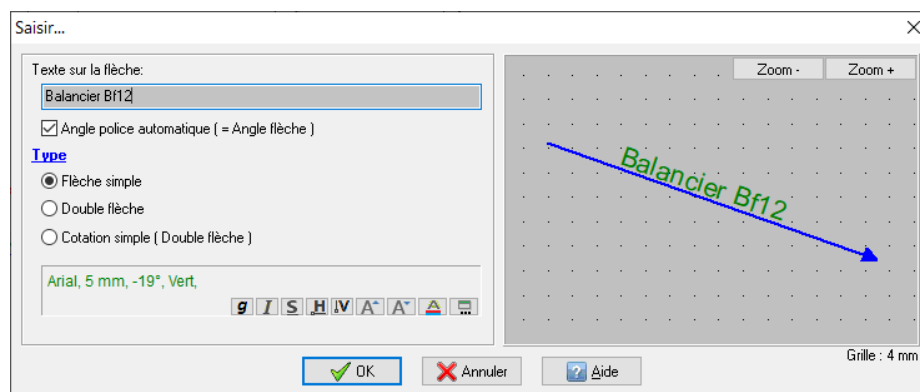 Saisir...
Texte sur la flèche:
Balancier Bf12
Angle police automatique ( = Angle flèche )
Type
Flèche simple
Double flèche
Cotation simple ( Double flèche )
Arial, 5 mm, -19°, Vert,
g I S H V A A A
Zoom -
Zoom +
Balancier Bf12
Grille : 4 mm
OK
Annuler
Aide